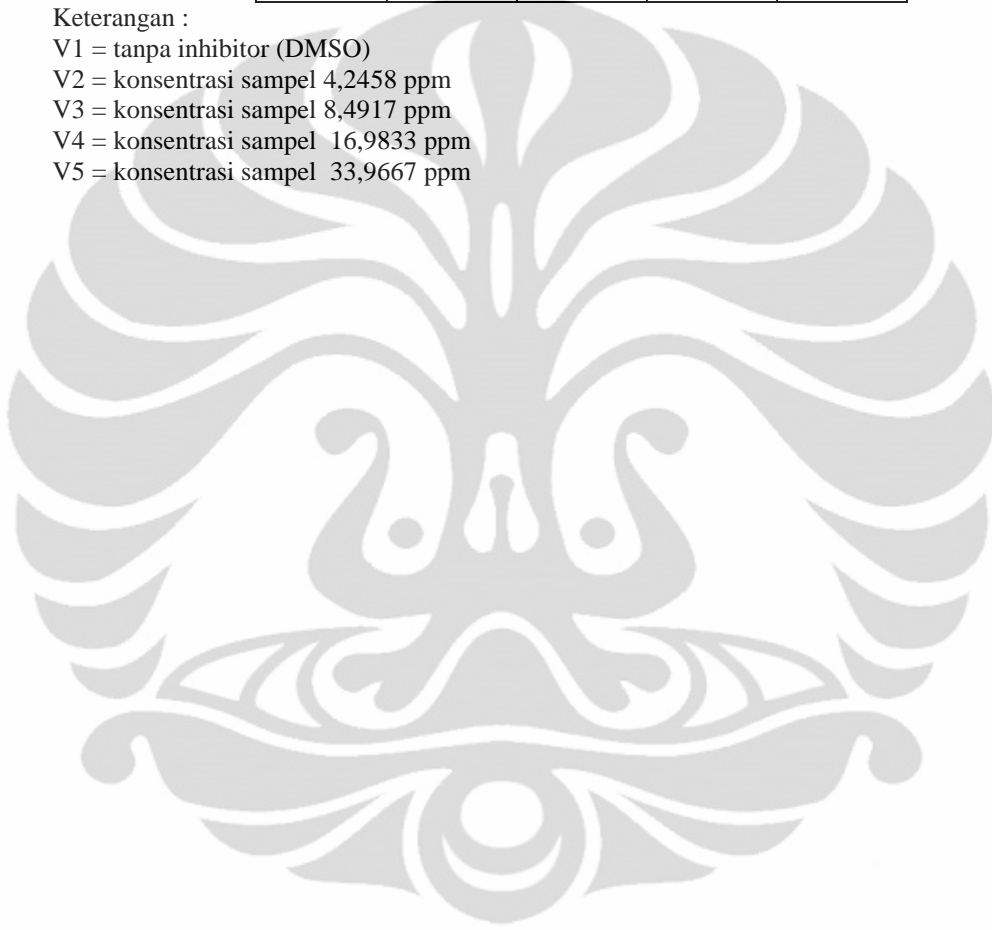 Keterangan :
V1 = tanpa inhibitor (DMSO)
V2 = konsentrasi sampel 4,2458 ppm
V3 = konsentrasi sampel 8,4917 ppm
V4 = konsentrasi sampel  16,9833 ppm
V5 = konsentrasi sampel  33,9667 ppm